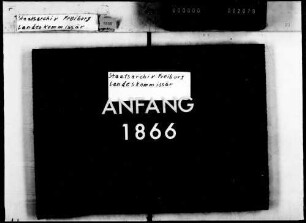 Staatsarchiv Freiburg
Landeskommissär
Staatsarchiv Freiburg
Landeskommissär
ANFANG
1866